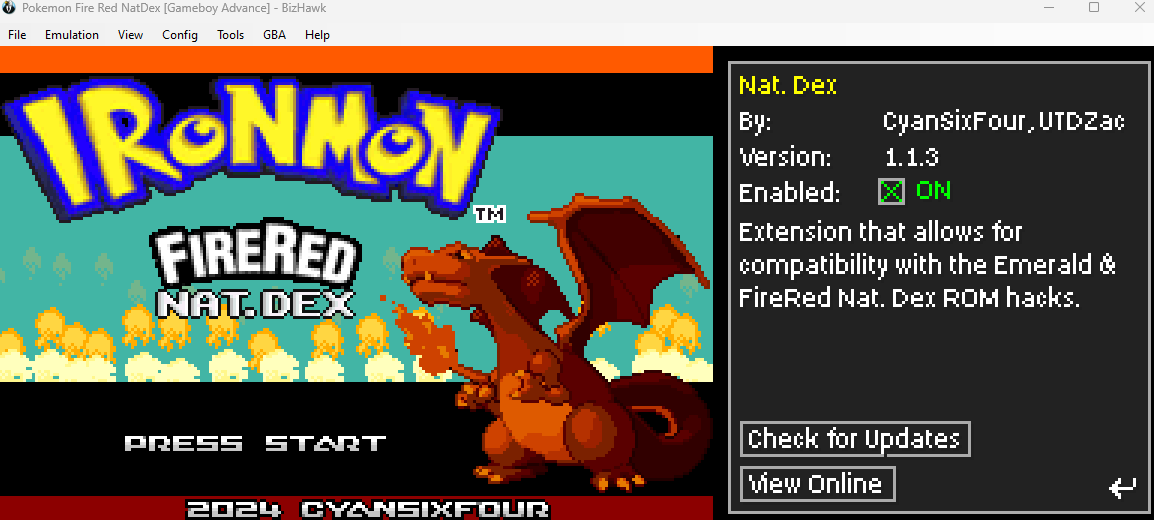 Pokemon Fire Red NatDex [Gameboy Advance] - BizHawk
File Emulation View Config Tools GBA Help
IRONMON
TM
FIRERED
NAT.DEX
PRESS START
2024 CYANSIXFOUR
Nat. Dex
By: CyanSixFour, UTDZac
Version: 1.1.3
Enabled: X ON
Extension that allows for
compatibility with the Emerald &
FireRed Nat. Dex ROM hacks.
Check for Updates
View Online